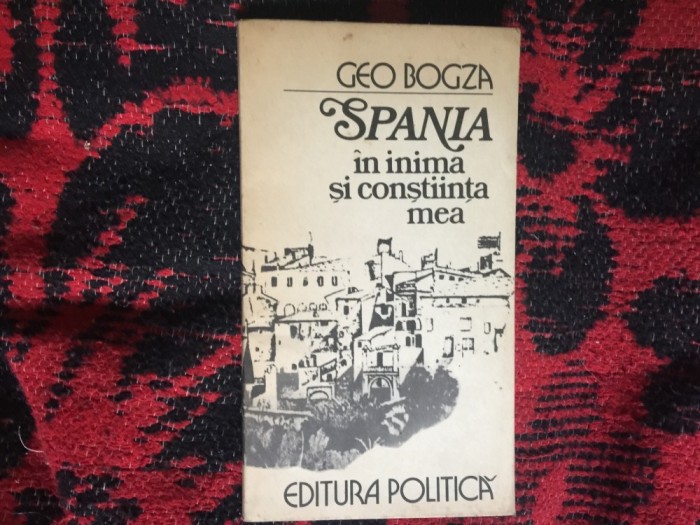 GEO BOGZA
SPANIA
în inima
și conștiința
mea
EDITURA POLITICĂ